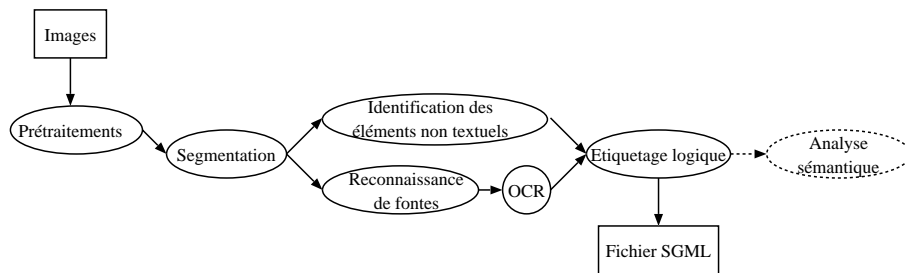 Images
Prétraitements
Segmentation
Identification des
éléments non textuels
Reconnaissance
de fontes
OCR
Etiquetage logique
Analyse
sémantique
Fichier SGML